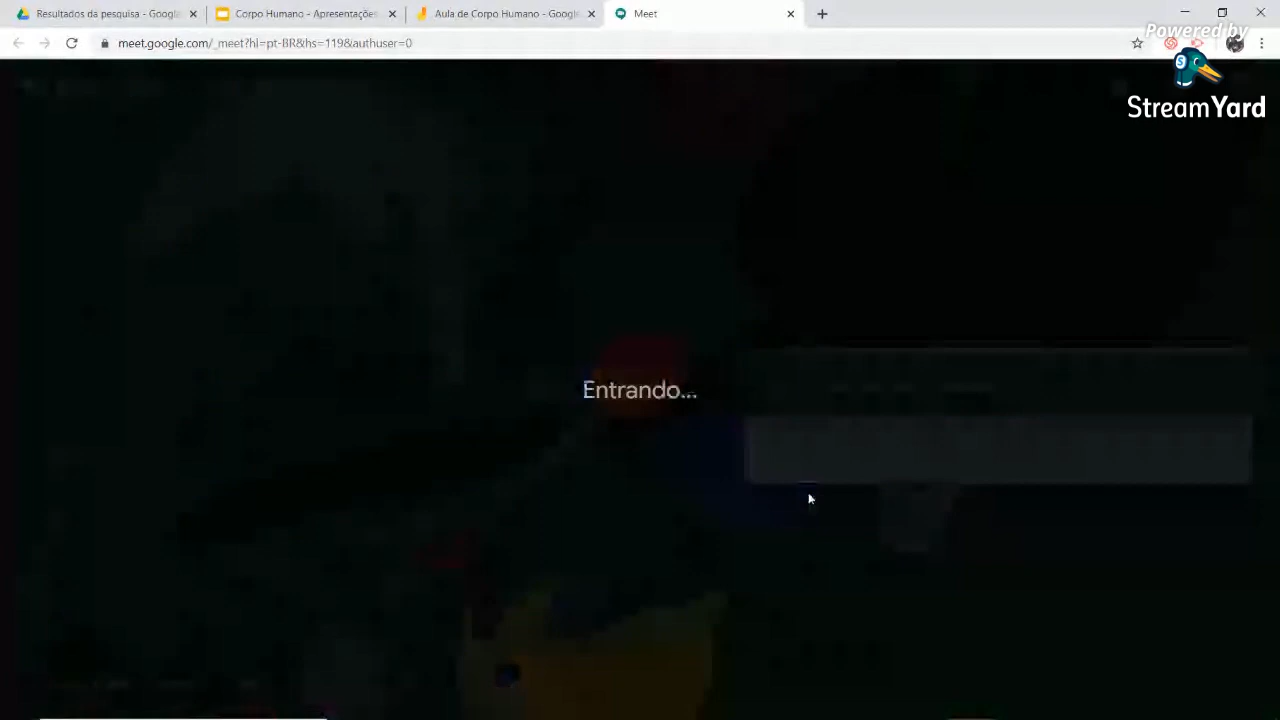 Resultados da pesquisa - Googl
Corpo Humano - Apresentações
Aula de Corpo Humano - Googl
Meet
meet.google.com/_meet?hl=pt-BR&hs=119&authuser=0
Powered by
StreamYard
Entrando...